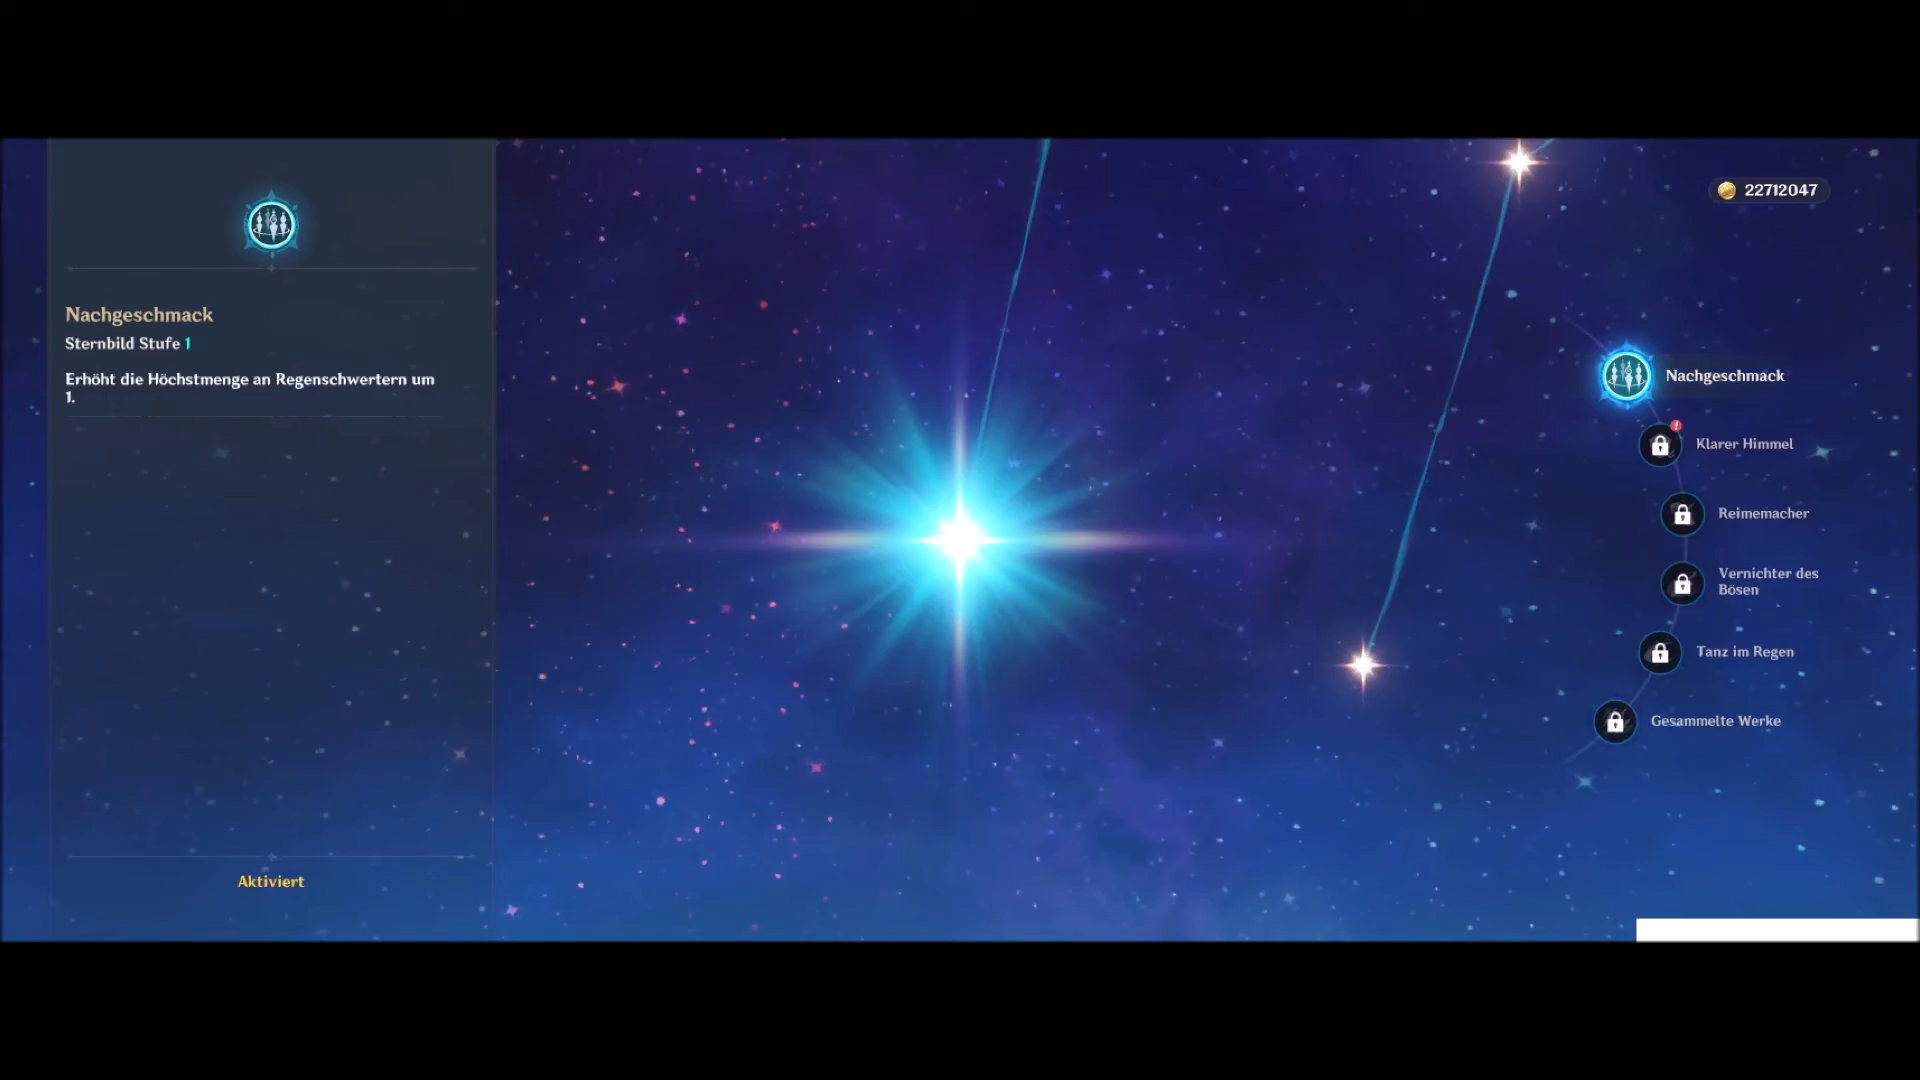 22712047
Nachgeschmack
Sternbild Stufe 1
Erhöht die Höchstmenge an Regenschwertern um
1.
Aktiviert
Nachgeschmack
Klarer Himmel
Reimemacher
Vernichter des
Bösen
Tanz im Regen
Gesammelte Werke